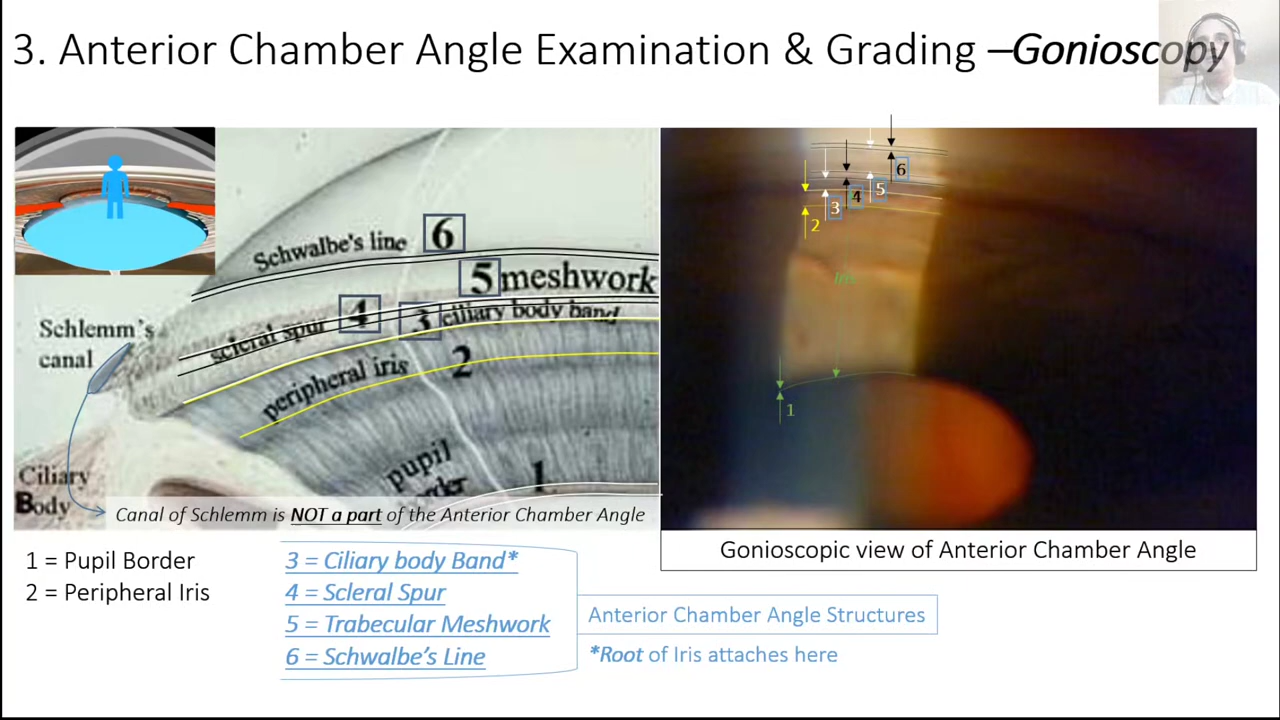 3. Anterior Chamber Angle Examination & Grading –Gonioscopy
Schwalbe's line 6
5 meshwork
scleral spur 4
3 ciliary body band
Schlemm's
canal
peripheral iris 2
pupil
1
Ciliary
Body
Canal of Schlemm is NOT a part of the Anterior Chamber Angle
6
5
4
3
2
Iris
1
Gonioscopic view of Anterior Chamber Angle
1 = Pupil Border
2 = Peripheral Iris
3 = Ciliary body Band*
4 = Scleral Spur
5 = Trabecular Meshwork
6 = Schwalbe's Line
Anterior Chamber Angle Structures
*Root of Iris attaches here